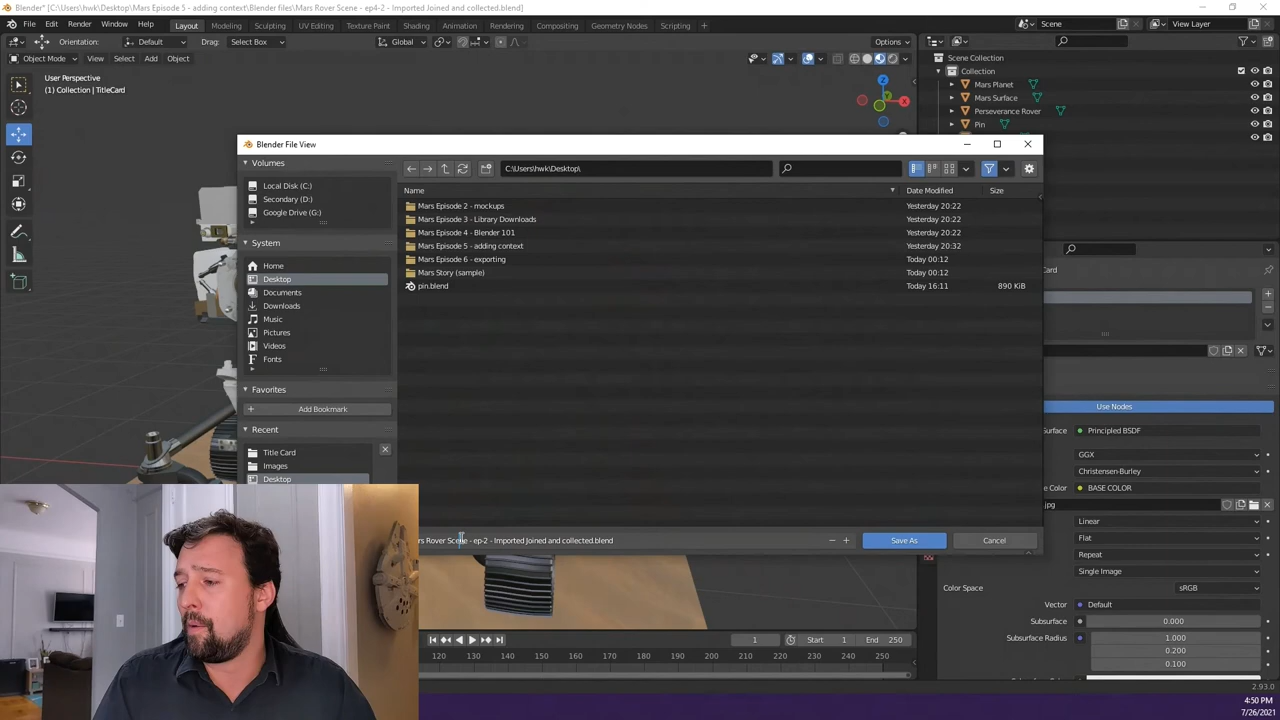 Blender* [C:\Users\hwk\Desktop\Mars Episode 5 - adding context\Blender files\Mars Rover Scene - ep4-2 - Imported Joined and collected.blend]
File Edit Render Window Help Layout Modeling Sculpting UV Editing Texture Paint Shading Animation Rendering Compositing Geometry Nodes Scripting + Scene View Layer
Orientation: Default Drag: Select Box Global Options
Object Mode View Select Add Object
User Perspective
(1) Collection | TitleCard
Scene Collection
Collection
Mars Planet
Mars Surface
Perseverance Rover
Pin
Z
Y
X
Blender File View
Volumes
Local Disk (C:)
Secondary (D:)
Google Drive (G:)
System
Home
Desktop
Documents
Downloads
Music
Pictures
Videos
Fonts
Favorites
Add Bookmark
Recent
Title Card
Images
Desktop
C:\Users\hwk\Desktop\
Name Date Modified Size
Mars Episode 2 - mockups Yesterday 20:22
Mars Episode 3 - Library Downloads Yesterday 20:22
Mars Episode 4 - Blender 101 Yesterday 20:22
Mars Episode 5 - adding context Yesterday 20:32
Mars Episode 6 - exporting Today 00:12
Mars Story (sample) Today 00:12
pin.blend Today 16:11 890 KiB
rs Rover Scene - ep-2 - Imported Joined and collected.blend
Save As Cancel
Card
Use Nodes
Surface Principled BSDF
GGX
Christensen-Burley
e Color BASE COLOR
.jpg
Linear
Flat
Repeat
Single Image
Color Space sRGB
Vector Default
Subsurface 0.000
Subsurface Radius 1.000
0.200
0.100
1 Start 1 End 250
120 130 140 150 160 170 180 190 200 210 220 230 240 250
2.93.0
4:50 PM
7/26/2021